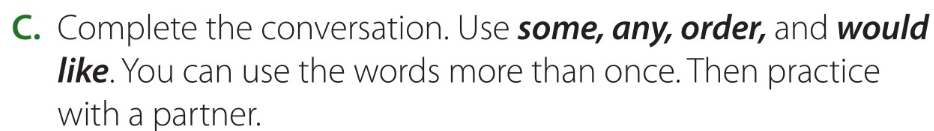 C. Complete the conversation. Use some, any, order, and would
like. You can use the words more than once. Then practice
with a partner.